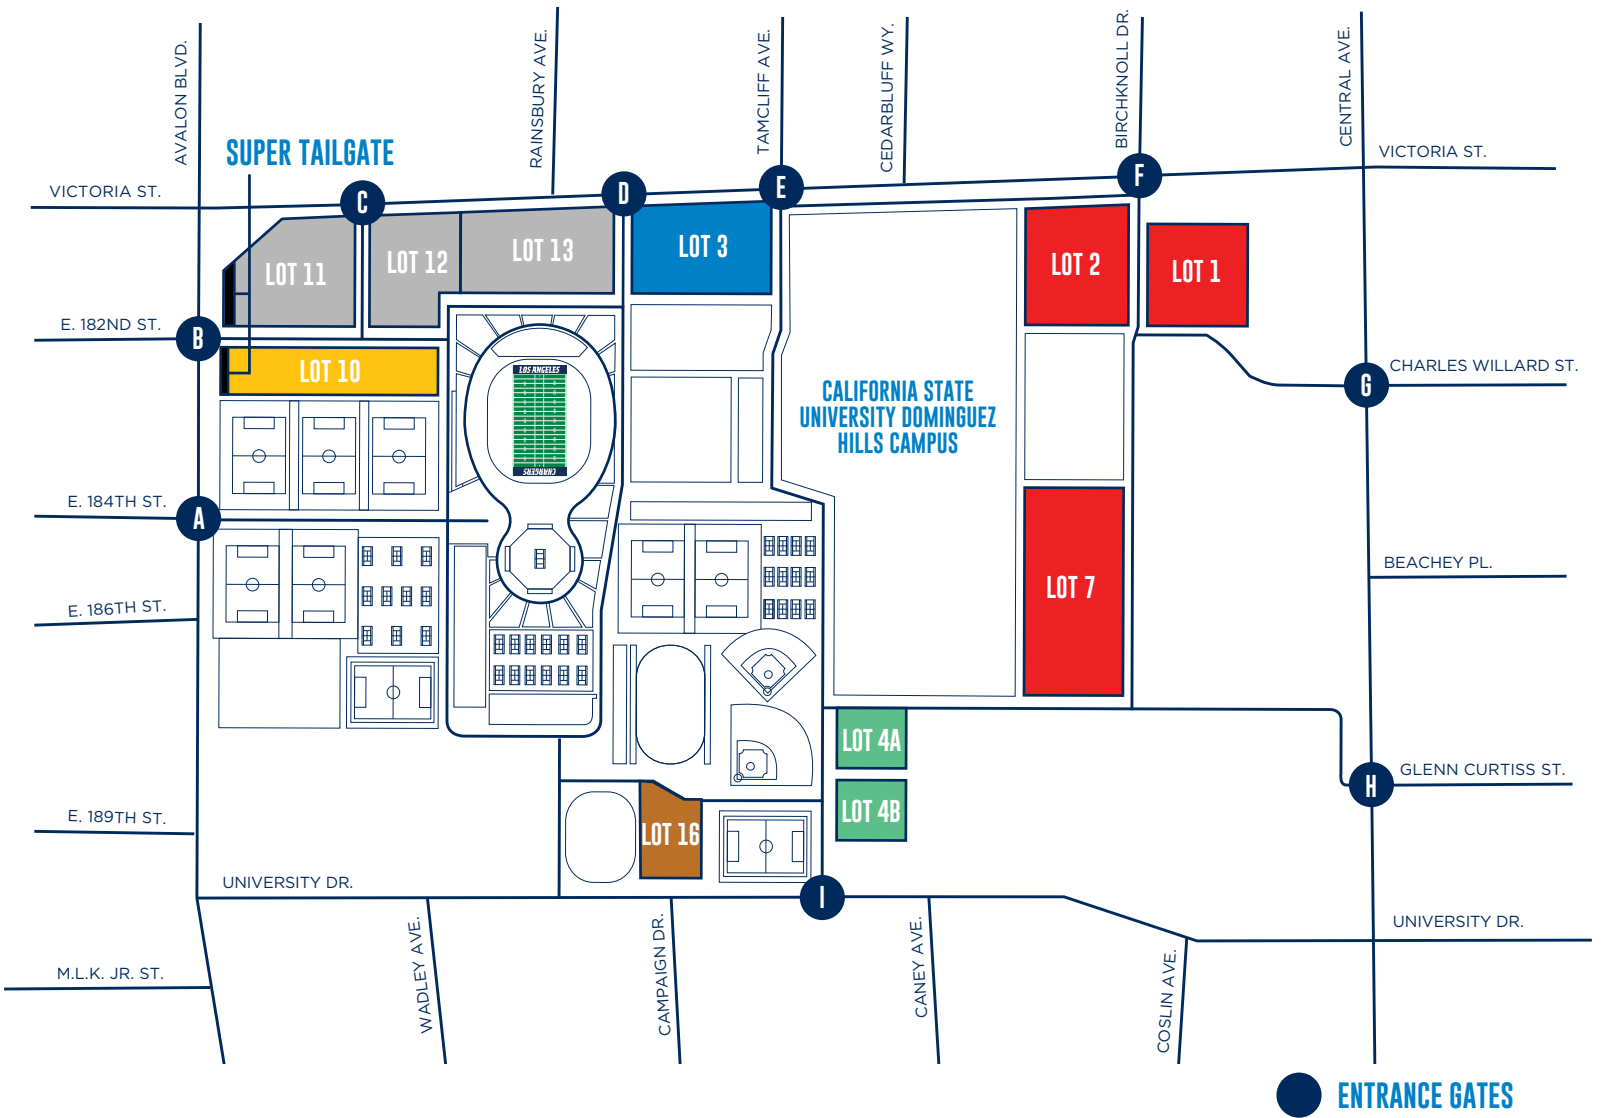 AVALON BLVD.
RAINSBURY AVE.
TAMCLIFF AVE.
CEDARBLUFF WY.
BIRCHKNOLL DR.
CENTRAL AVE.
SUPER TAILGATE
VICTORIA ST.
VICTORIA ST.
C
D
E
F
LOT 11
LOT 12
LOT 13
LOT 3
LOT 2
LOT 1
E. 182ND ST.
B
LOT 10
LOS ANGELES
CHARGERS
CALIFORNIA STATE
UNIVERSITY DOMINGUEZ
HILLS CAMPUS
G
CHARLES WILLARD ST.
E. 184TH ST.
A
BEACHEY PL.
E. 186TH ST.
LOT 7
LOT 4A
LOT 4B
H
GLENN CURTISS ST.
E. 189TH ST.
LOT 16
UNIVERSITY DR.
I
UNIVERSITY DR.
M.L.K. JR. ST.
WADLEY AVE.
CAMPAIGN DR.
CANEY AVE.
COSLIN AVE.
ENTRANCE GATES